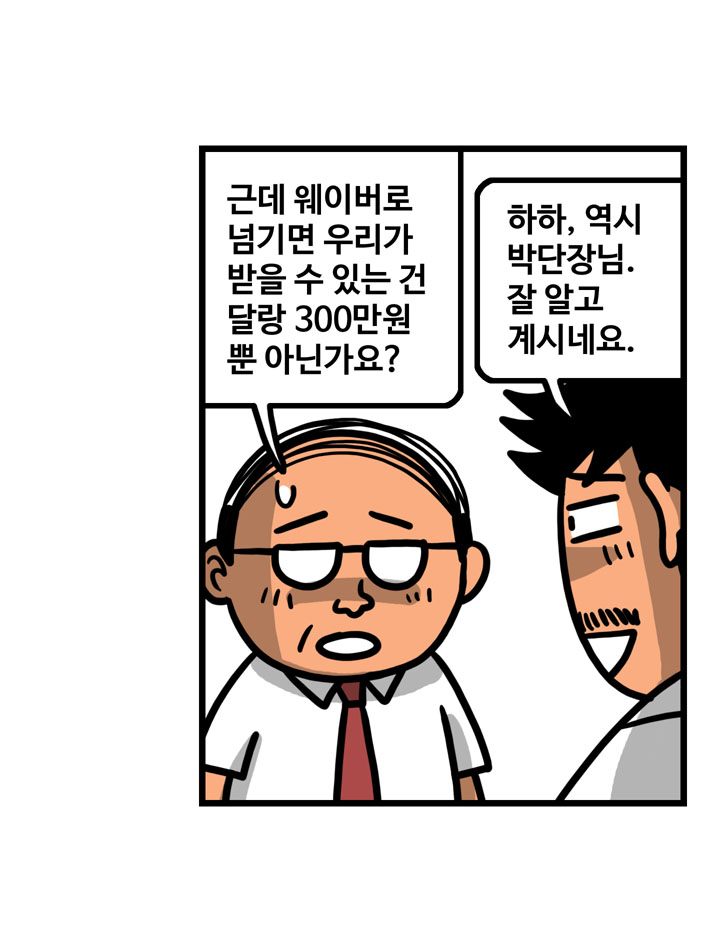 근데 웨이버로
넘기면 우리가
받을 수 있는 건
달랑 300만원
뿐 아닌가요?
하하, 역시
박단장님.
잘 알고
계시네요.